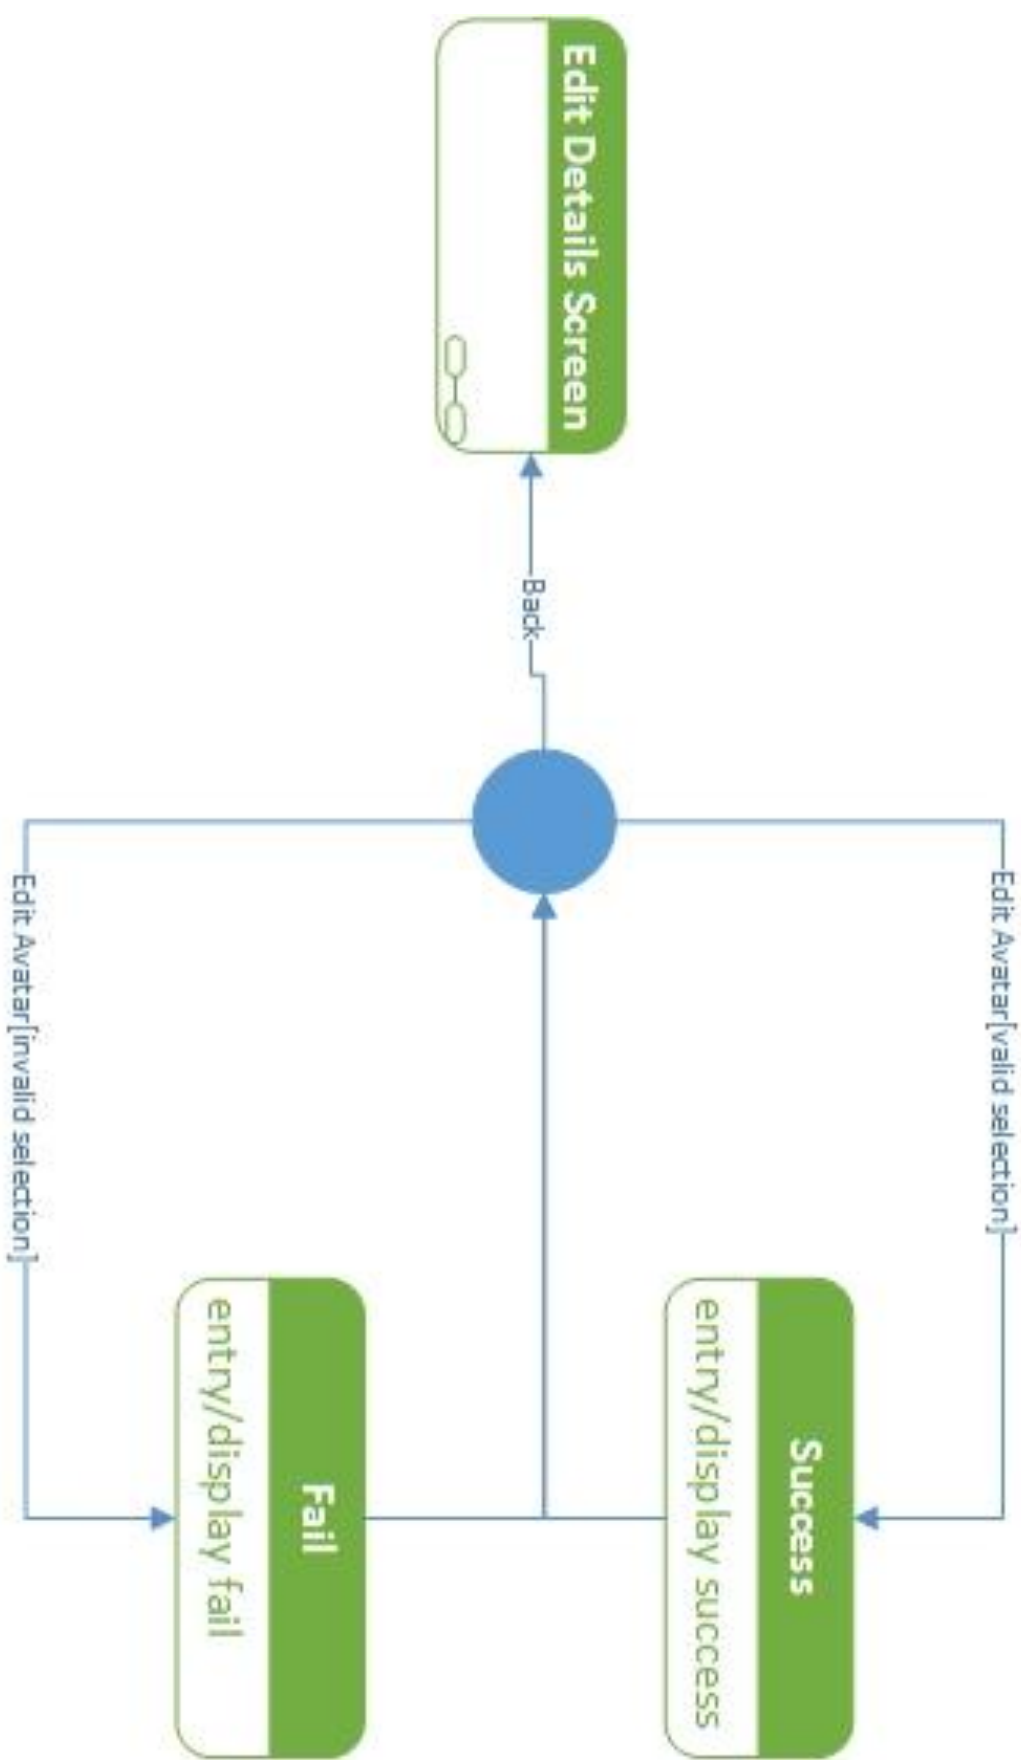 Edit Details Screen
Back
Edit Avatar[valid selection]
Success
entry/display success
Edit Avatar[invalid selection]
Fail
entry/display fail